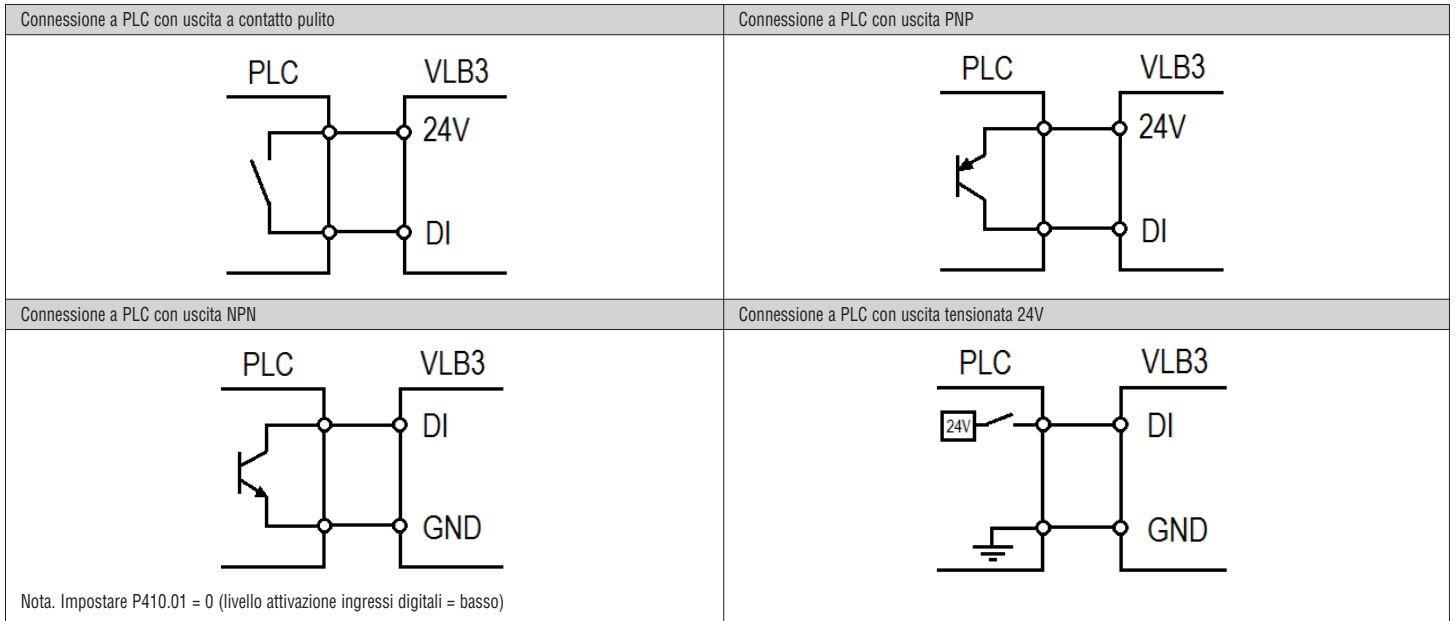 Connessione a PLC con uscita a contatto pulito
PLC VLB3
24V
DI
Connessione a PLC con uscita PNP
PLC VLB3
24V
DI
Connessione a PLC con uscita NPN
PLC VLB3
DI
GND
Nota. Impostare P410.01 = 0 (livello attivazione ingressi digitali = basso)
Connessione a PLC con uscita tensionata 24V
PLC VLB3
24V DI
GND